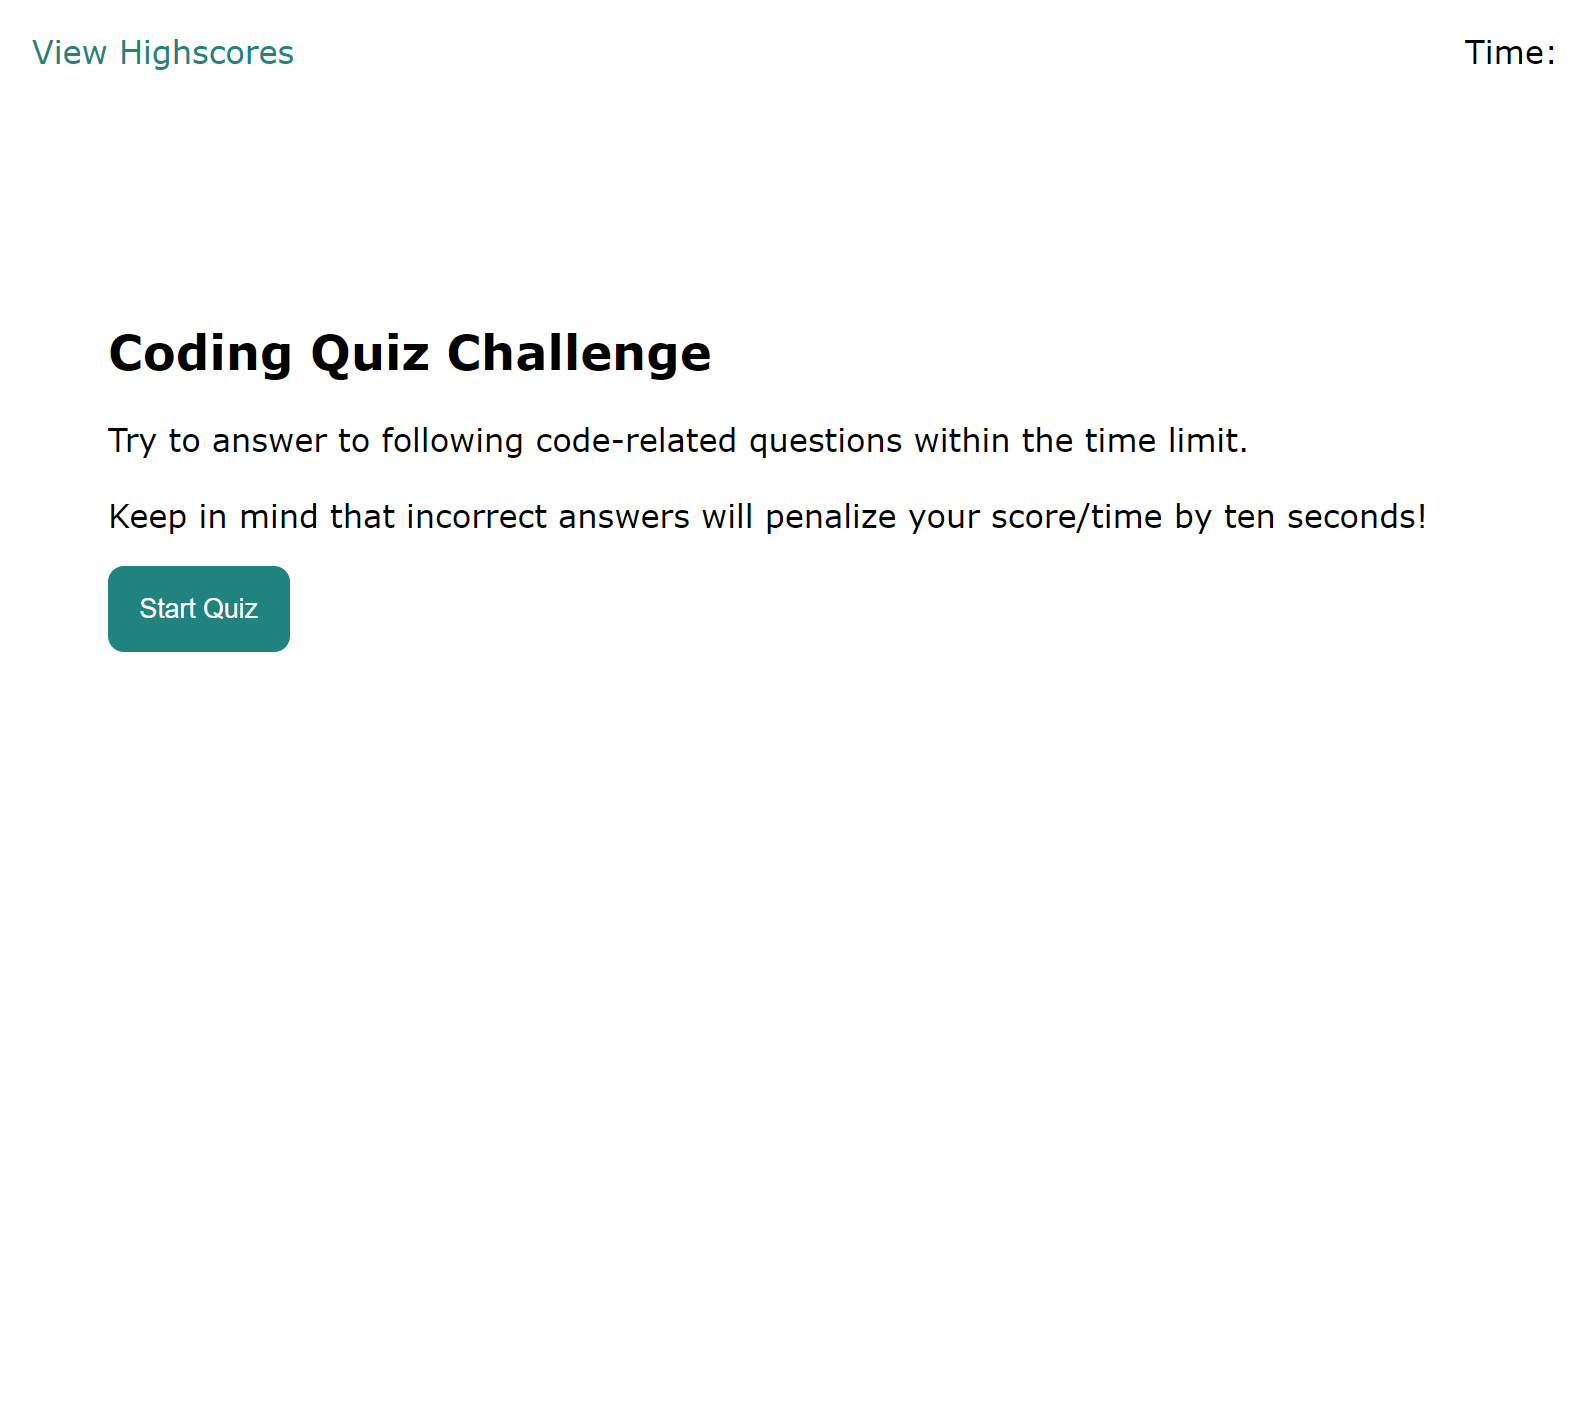 View Highscores
Time:
Coding Quiz Challenge
Try to answer to following code-related questions within the time limit.
Keep in mind that incorrect answers will penalize your score/time by ten seconds!
Start Quiz